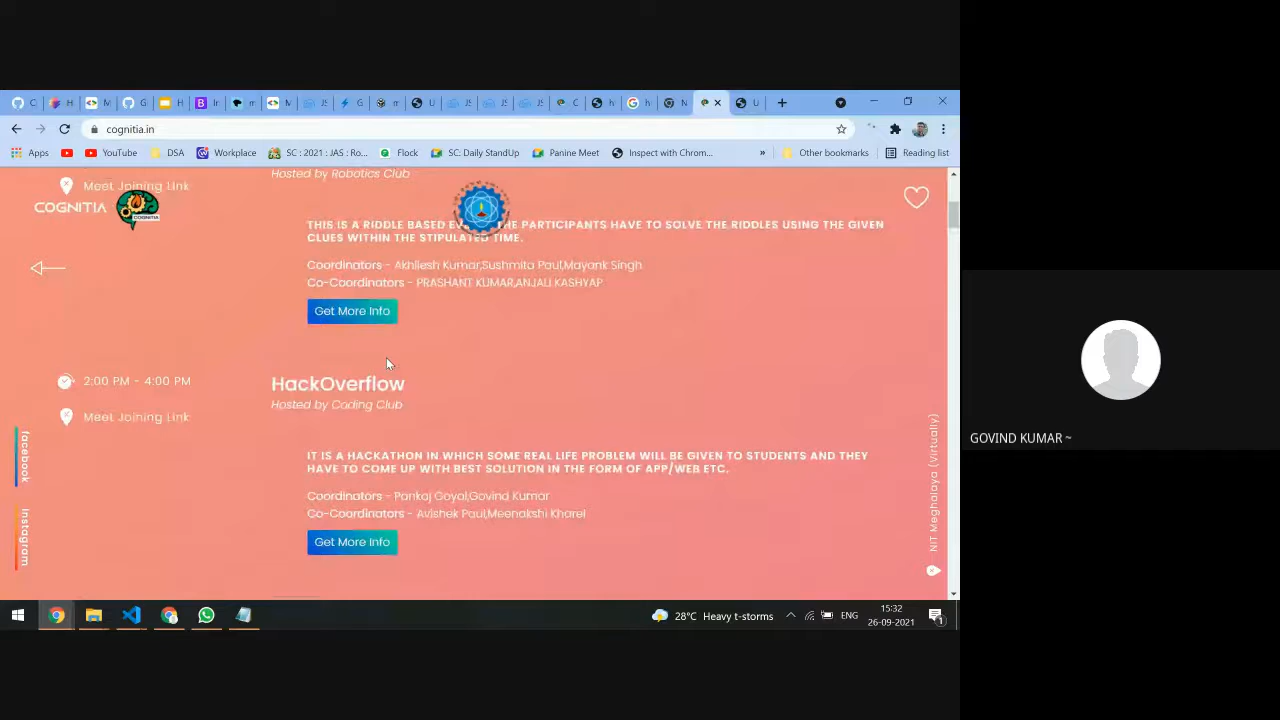 cognitia.in
Apps
YouTube
DSA
Workplace
SC : 2021 : JAS : Ro...
Flock
SC: Daily StandUp
Panine Meet
Inspect with Chrom...
»
Other bookmarks
Reading list
Meet Joining Link
Hosted by Robotics Club
COGNITIA
COGNITIA
THIS IS A RIDDLE BASED EV THE PARTICIPANTS HAVE TO SOLVE THE RIDDLES USING THE GIVEN
CLUES WITHIN THE STIPULATED TIME.
Coordinators - Akhilesh Kumar,Sushmita Paul,Mayank Singh
Co-Coordinators - PRASHANT KUMAR,ANJALI KASHYAP
Get More Info
2:00 PM - 4:00 PM
HackOverflow
Hosted by Coding Club
Meet Joining Link
IT IS A HACKATHON IN WHICH SOME REAL LIFE PROBLEM WILL BE GIVEN TO STUDENTS AND THEY
HAVE TO COME UP WITH BEST SOLUTION IN THE FORM OF APP/WEB ETC.
Coordinators - Pankaj Goyal,Govind Kumar
Co-Coordinators - Avishek Paul,Meenakshi Kharel
Get More Info
facebook
instagram
NIT Meghalaya (Virtually)
28°C Heavy t-storms
ENG
15:32
26-09-2021
GOVIND KUMAR ~